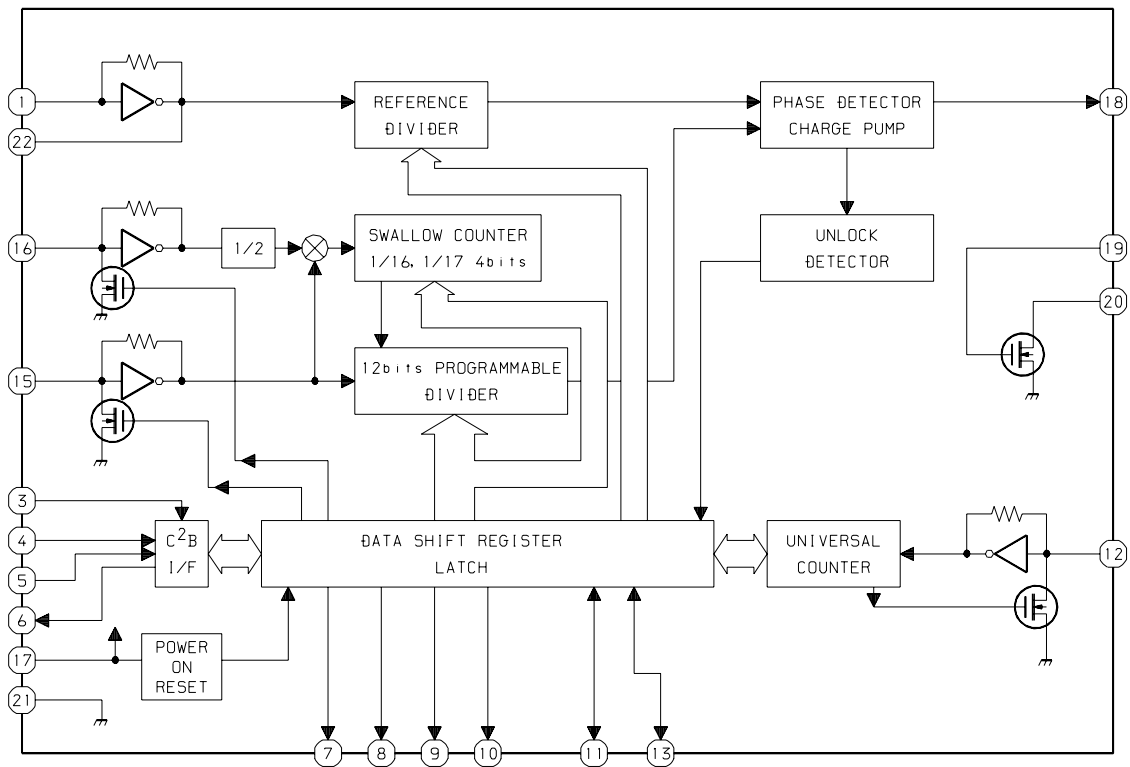 1
REFERENCE
DIVIDER
PHASE DETECTOR
CHARGE PUMP
18
22
16
1/2
SWALLOW COUNTER
1/16, 1/17 4bits
UNLOCK
DETECTOR
19
20
15
12bits PROGRAMMABLE
DIVIDER
3
4
5
6
C²B
I/F
DATA SHIFT REGISTER
LATCH
UNIVERSAL
COUNTER
12
17
POWER
ON
RESET
21
7
8
9
10
11
13